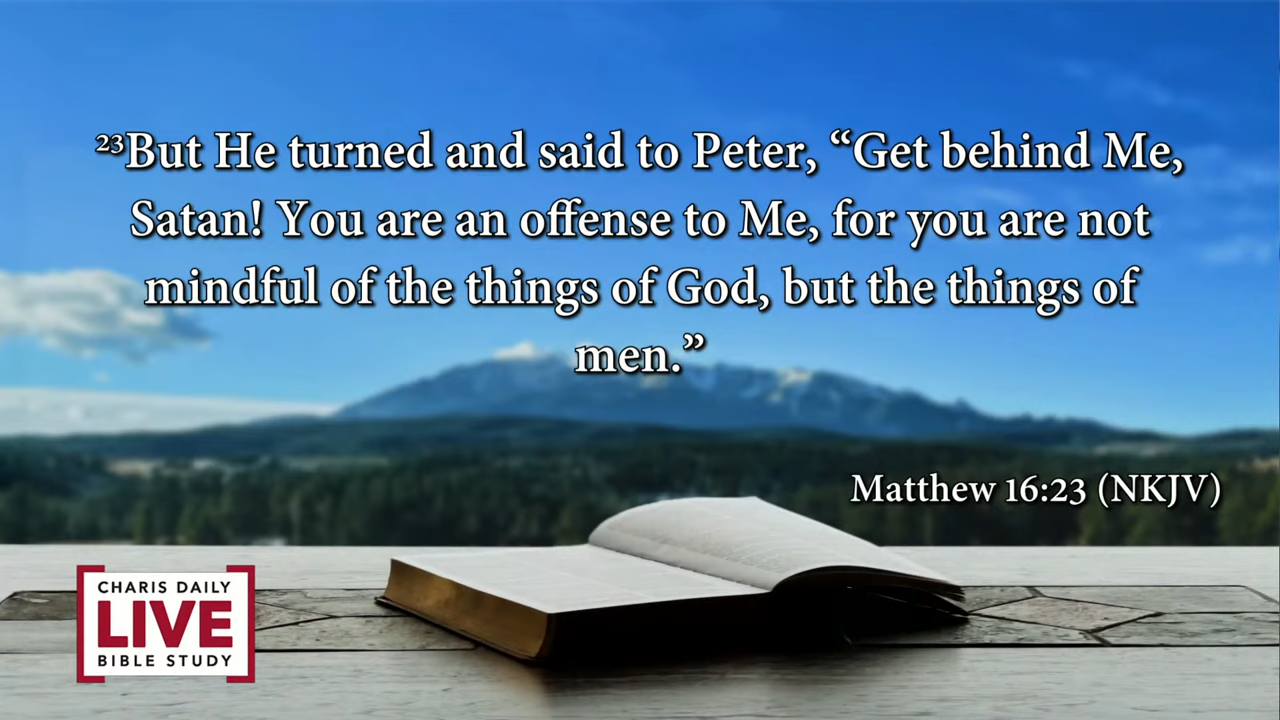 ²³But He turned and said to Peter, “Get behind Me,
Satan! You are an offense to Me, for you are not
mindful of the things of God, but the things of
men.”
Matthew 16:23 (NKJV)
CHARIS DAILY
LIVE
BIBLE STUDY